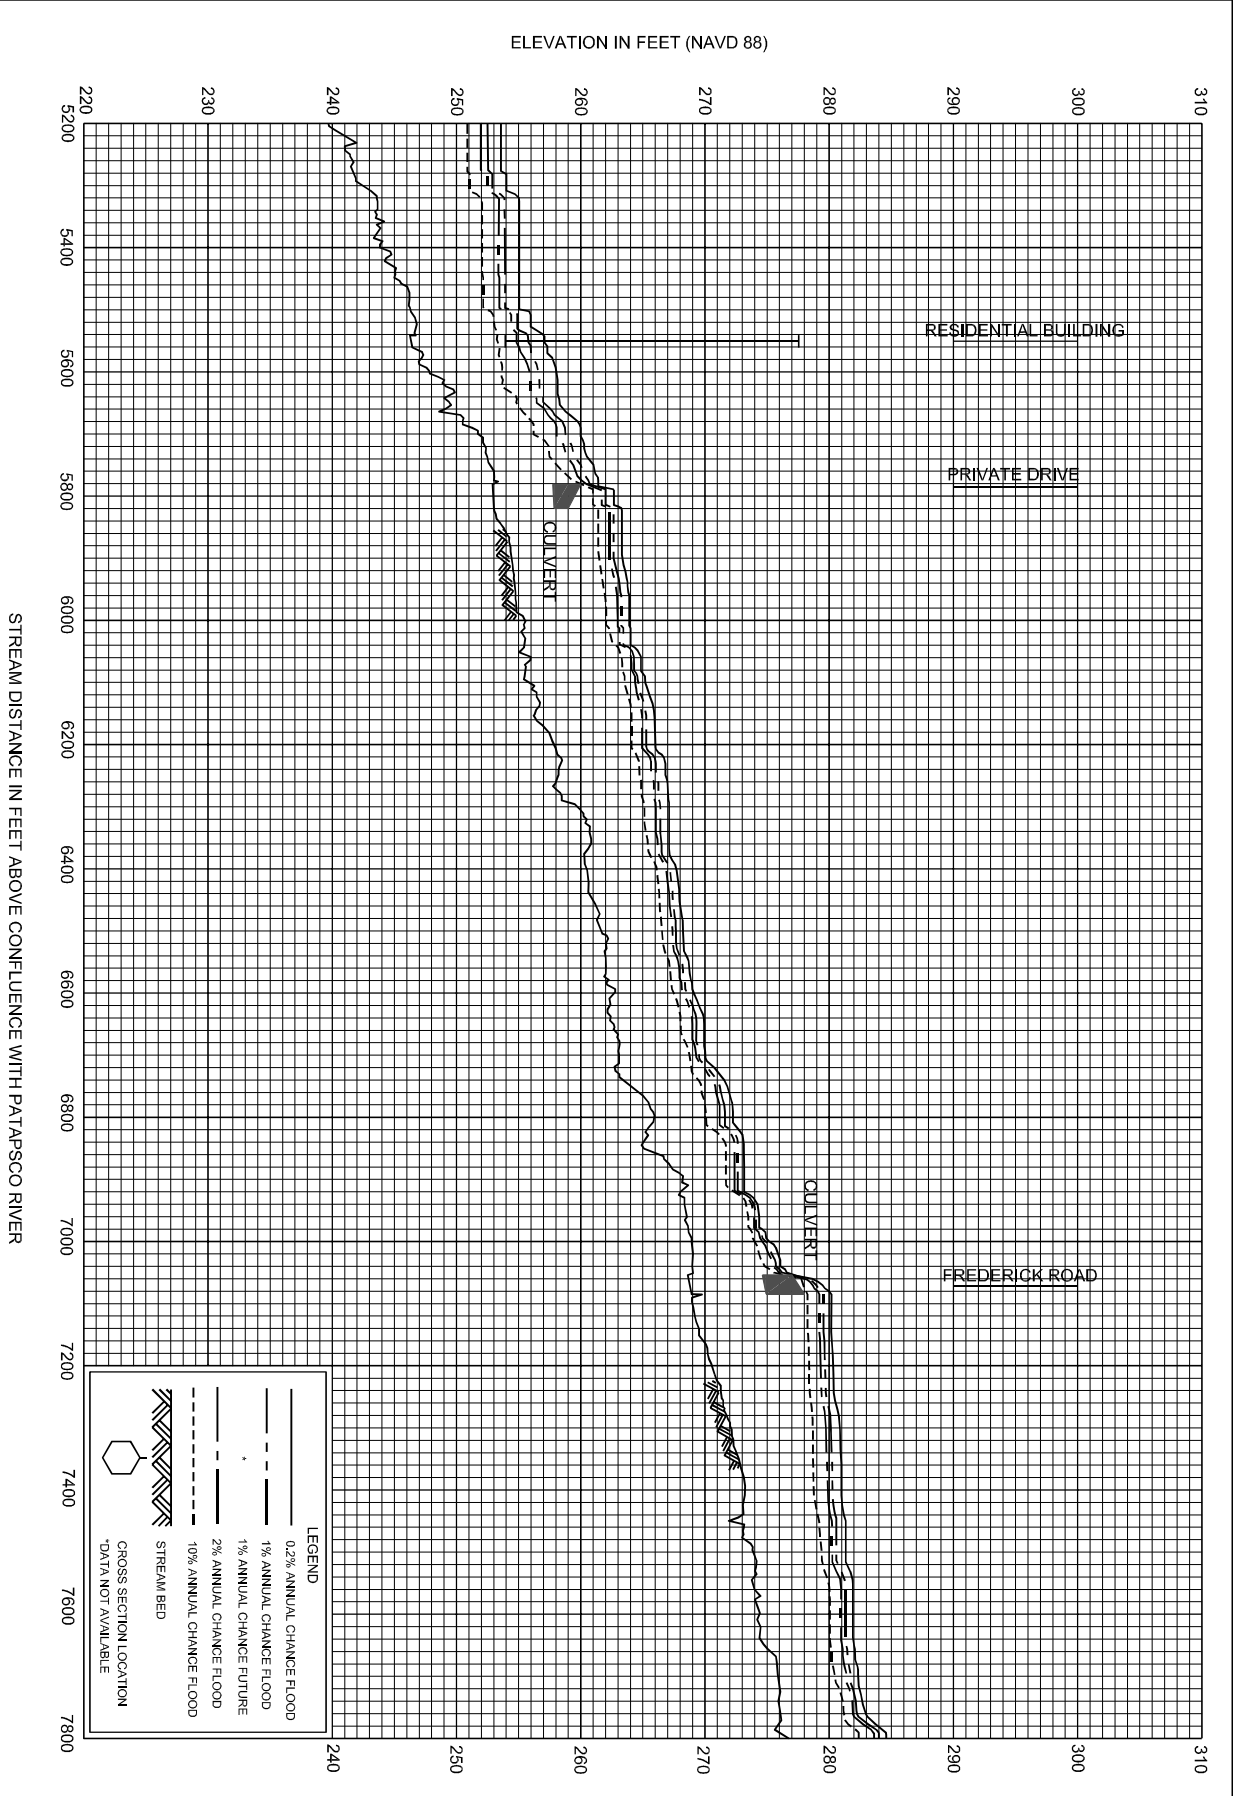 ELEVATION IN FEET (NAVD 88)
220
230
240
250
260
270
280
290
300
310
5200
5400
5600
5800
6000
6200
6400
6600
6800
7000
7200
7400
7600
7800
RESIDENTIAL BUILDING
PRIVATE DRIVE
CULVERT
CULVERT
FREDERICK ROAD
LEGEND
0.2% ANNUAL CHANCE FLOOD
1% ANNUAL CHANCE FLOOD
* 1% ANNUAL CHANCE FUTURE
2% ANNUAL CHANCE FLOOD
10% ANNUAL CHANCE FLOOD
STREAM BED
CROSS SECTION LOCATION
*DATA NOT AVAILABLE
240
250
260
270
280
290
300
310
STREAM DISTANCE IN FEET ABOVE CONFLUENCE WITH PATAPSCO RIVER